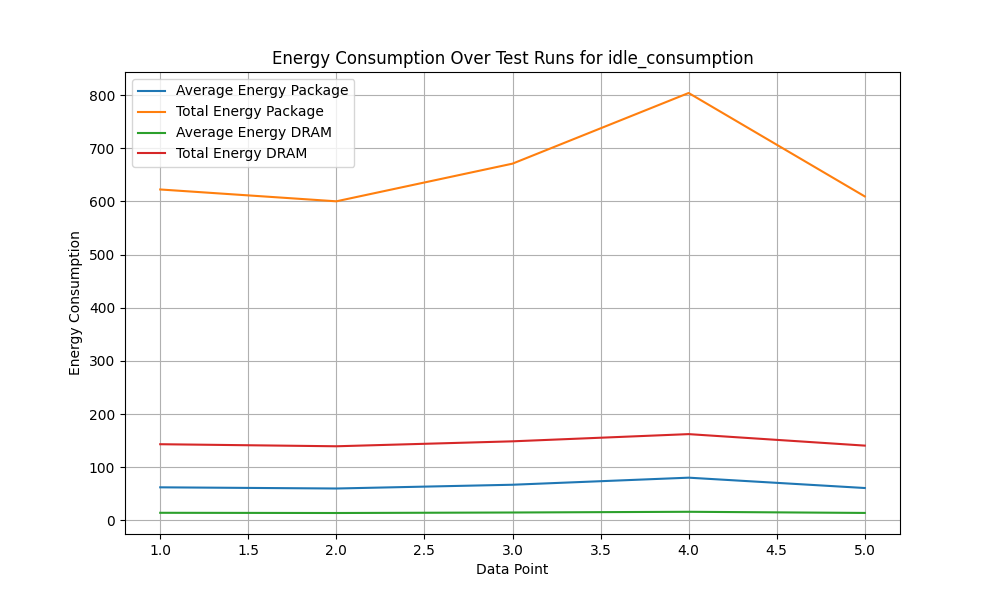 Energy Consumption Over Test Runs for idle_consumption
Average Energy Package
Total Energy Package
Average Energy DRAM
Total Energy DRAM
Energy Consumption
800
700
600
500
400
300
200
100
0
1.0 1.5 2.0 2.5 3.0 3.5 4.0 4.5 5.0
Data Point